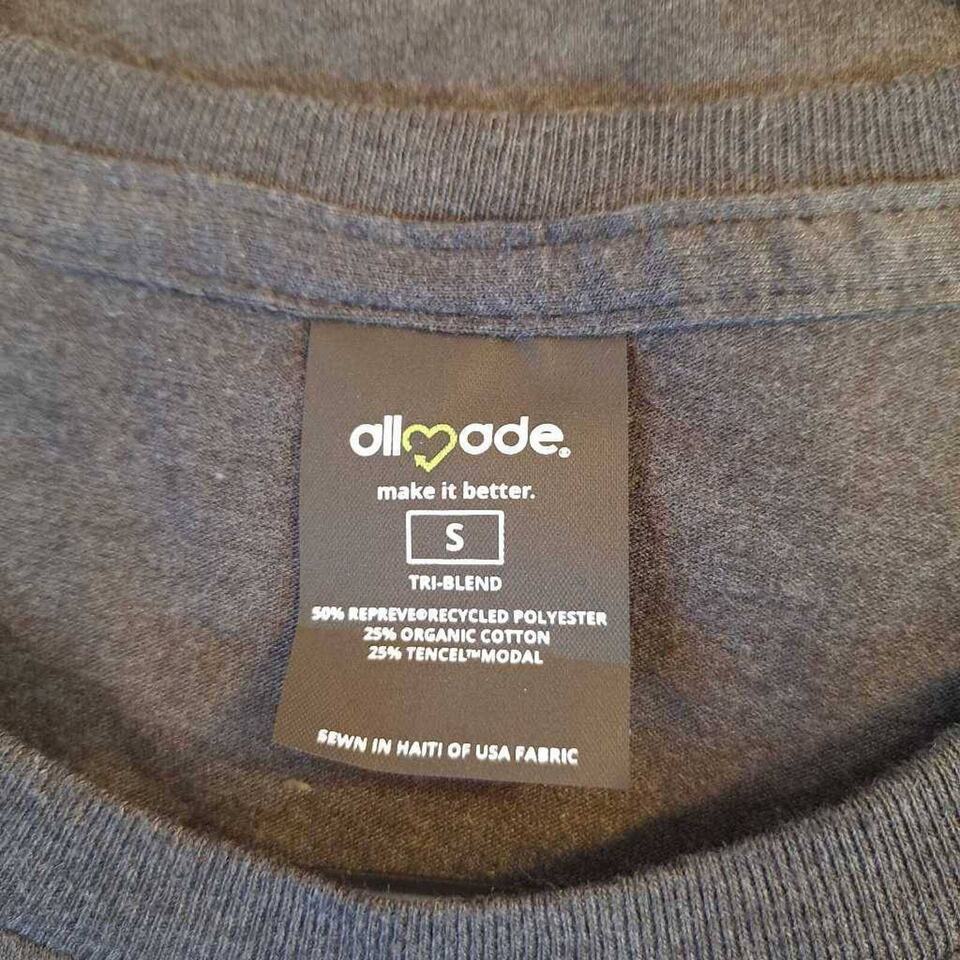 allmade®
make it better.
S
TRI-BLEND
50% REPREVE®RECYCLED POLYESTER
25% ORGANIC COTTON
25% TENCEL™MODAL
SEWN IN HAITI OF USA FABRIC